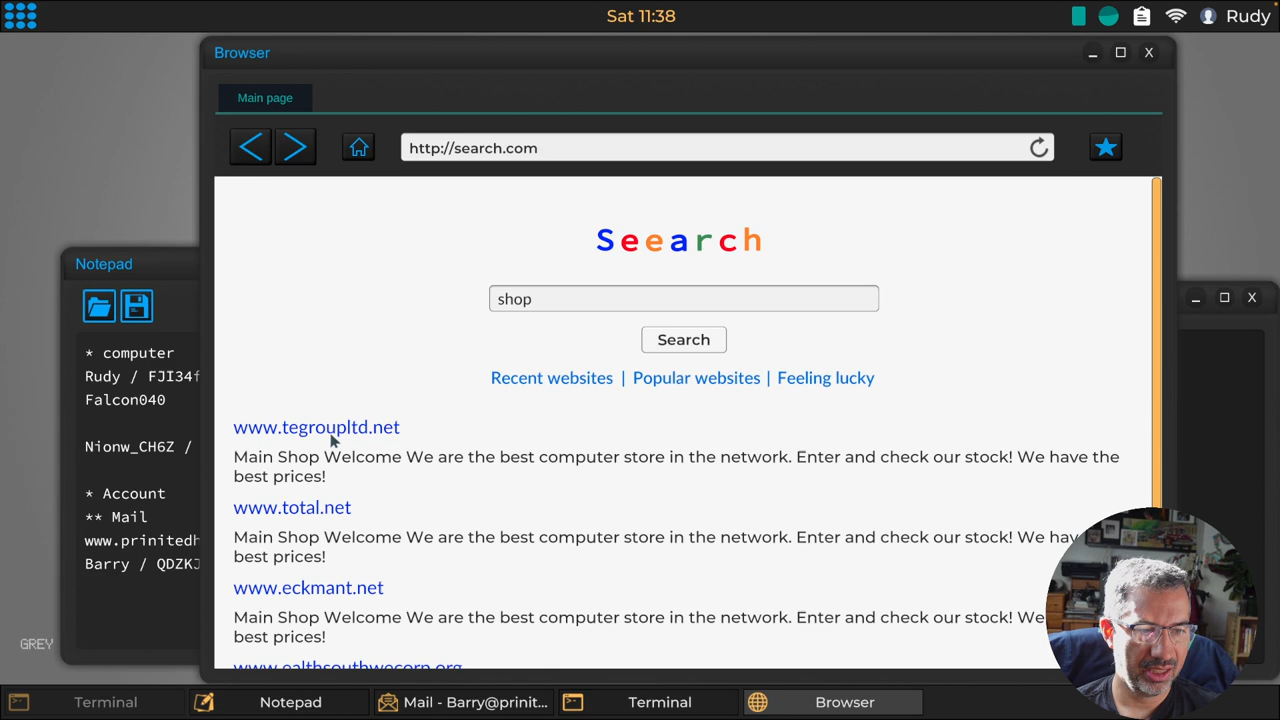 Sat 11:38
Rudy
Browser
Main page
http://search.com
Notepad
Seearch
shop
Search
Recent websites | Popular websites | Feeling lucky
* computer
Rudy / FJI34f
Falcon040
Nionw_CH6Z /
* Account
** Mail
www.prinitedh
Barry / QDZKJ
www.tegroupltd.net
Main Shop Welcome We are the best computer store in the network. Enter and check our stock! We have the
best prices!
www.total.net
Main Shop Welcome We are the best computer store in the network. Enter and check our stock! We hav
best prices!
www.eckmant.net
Main Shop Welcome We are the best computer store in the network. Enter and check our stock! We
best prices!
www.ealthsouthwecorp.org
GREY
Terminal
Notepad
Mail - Barry@prinit...
Terminal
Browser